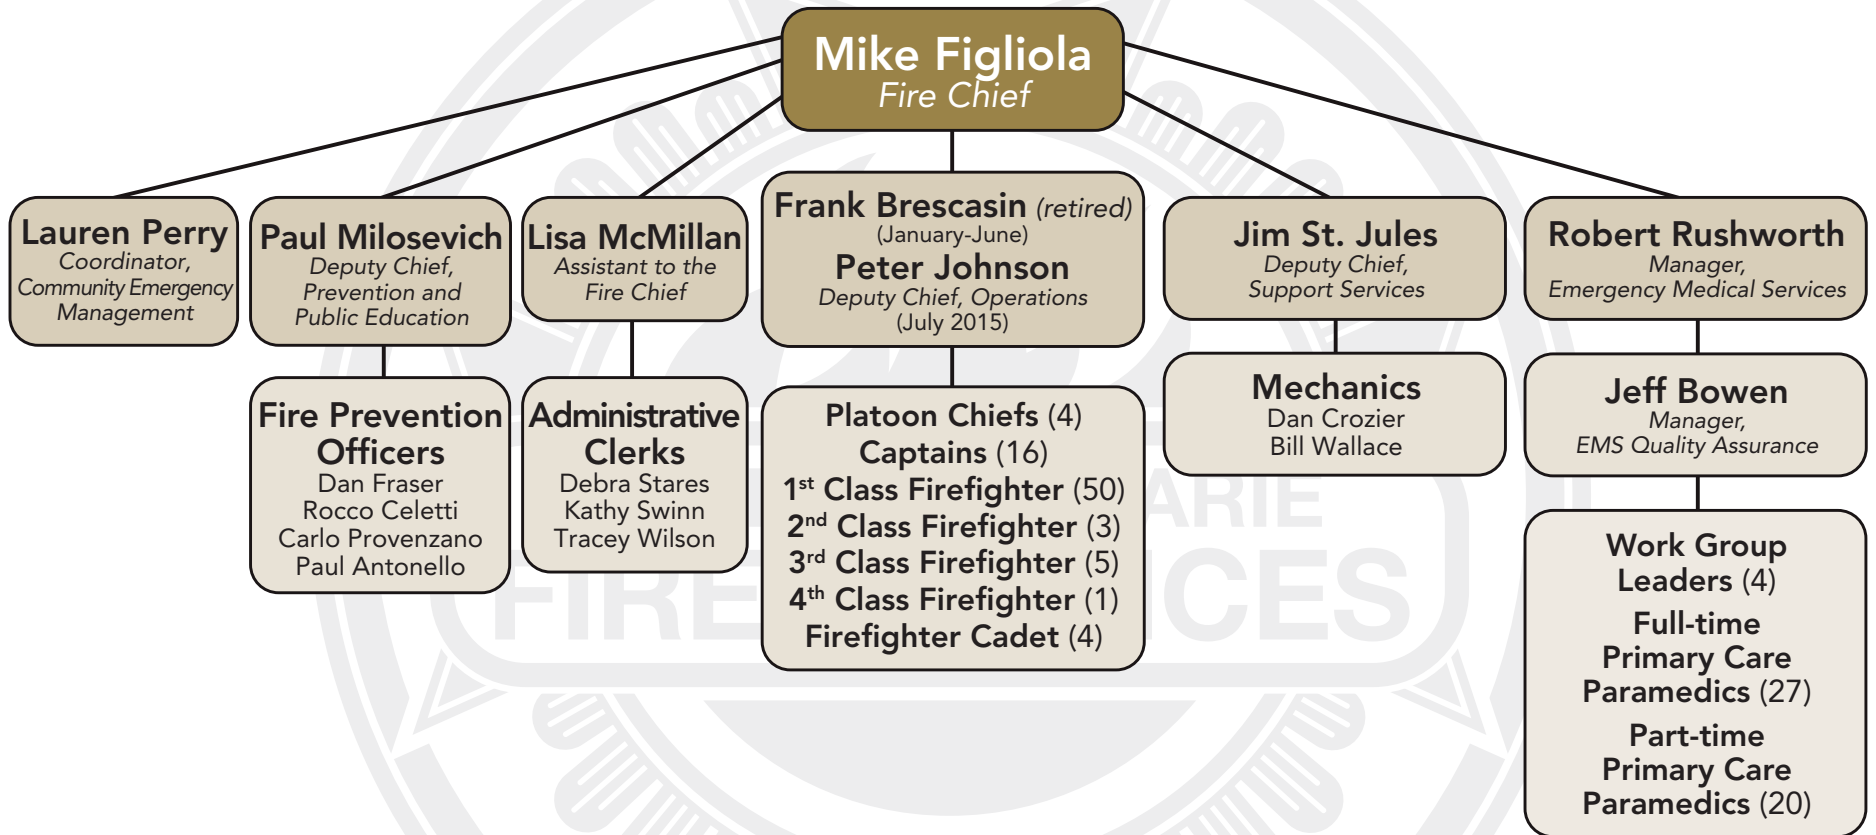 Mike Figliola
Fire Chief
Lauren Perry
Coordinator,
Community Emergency
Management
Paul Milosevich
Deputy Chief,
Prevention and
Public Education
Fire Prevention
Officers
Dan Fraser
Rocco Celetti
Carlo Provenzano
Paul Antonello
Lisa McMillan
Assistant to the
Fire Chief
Administrative
Clerks
Debra Stares
Kathy Swinn
Tracey Wilson
Frank Brescasin (retired)
(January-June)
Peter Johnson
Deputy Chief, Operations
(July 2015)
Platoon Chiefs (4)
Captains (16)
1st Class Firefighter (50)
2nd Class Firefighter (3)
3rd Class Firefighter (5)
4th Class Firefighter (1)
Firefighter Cadet (4)
Jim St. Jules
Deputy Chief,
Support Services
Mechanics
Dan Crozier
Bill Wallace
Robert Rushworth
Manager,
Emergency Medical Services
Jeff Bowen
Manager,
EMS Quality Assurance
Work Group
Leaders (4)
Full-time
Primary Care
Paramedics (27)
Part-time
Primary Care
Paramedics (20)